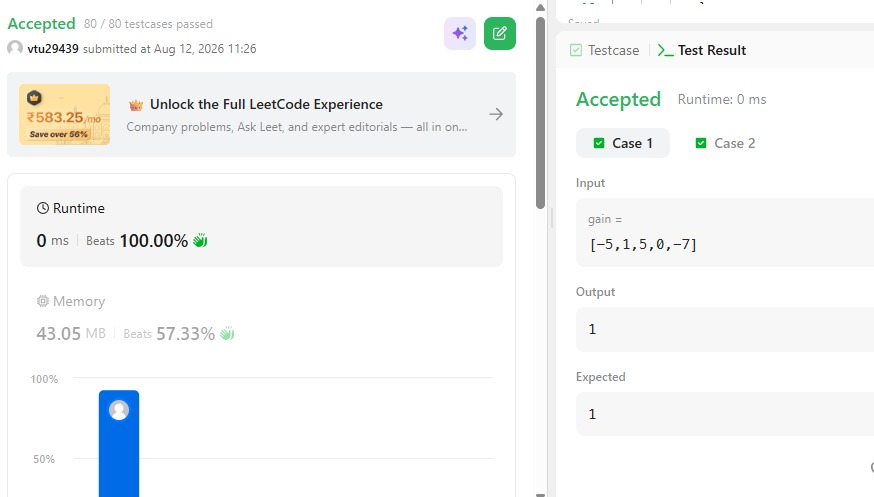 Accepted 80 / 80 testcases passed
vtu29439 submitted at Aug 12, 2026 11:26
₹583.25/mo
Save over 56%
Unlock the Full LeetCode Experience
Company problems, Ask Leet, and expert editorials — all in on...
Runtime
0 ms Beats 100.00%
Memory
43.05 MB Beats 57.33%
100%
50%
Saved
Testcase
Test Result
Accepted Runtime: 0 ms
Case 1 Case 2
Input
gain =
[-5,1,5,0,-7]
Output
1
Expected
1